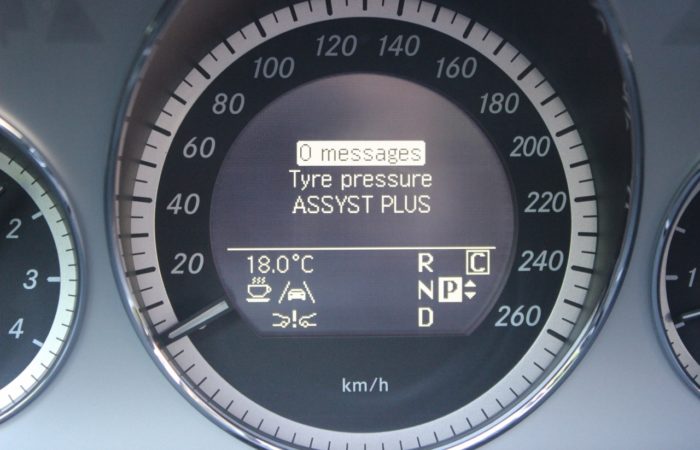 120 140
100 160
80 180
60 200
40 220
20 240
260
0 messages
Tyre pressure
ASSYST PLUS
18.0°C R C
N P
D
km/h
2
3
4
1